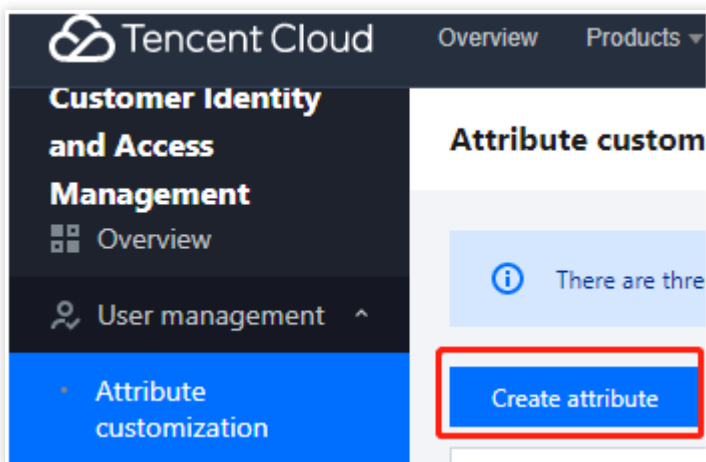 Tencent Cloud Overview Products
Customer Identity
and Access
Management
Attribute custom
Overview
There are thre
User management
Attribute
customization
Create attribute